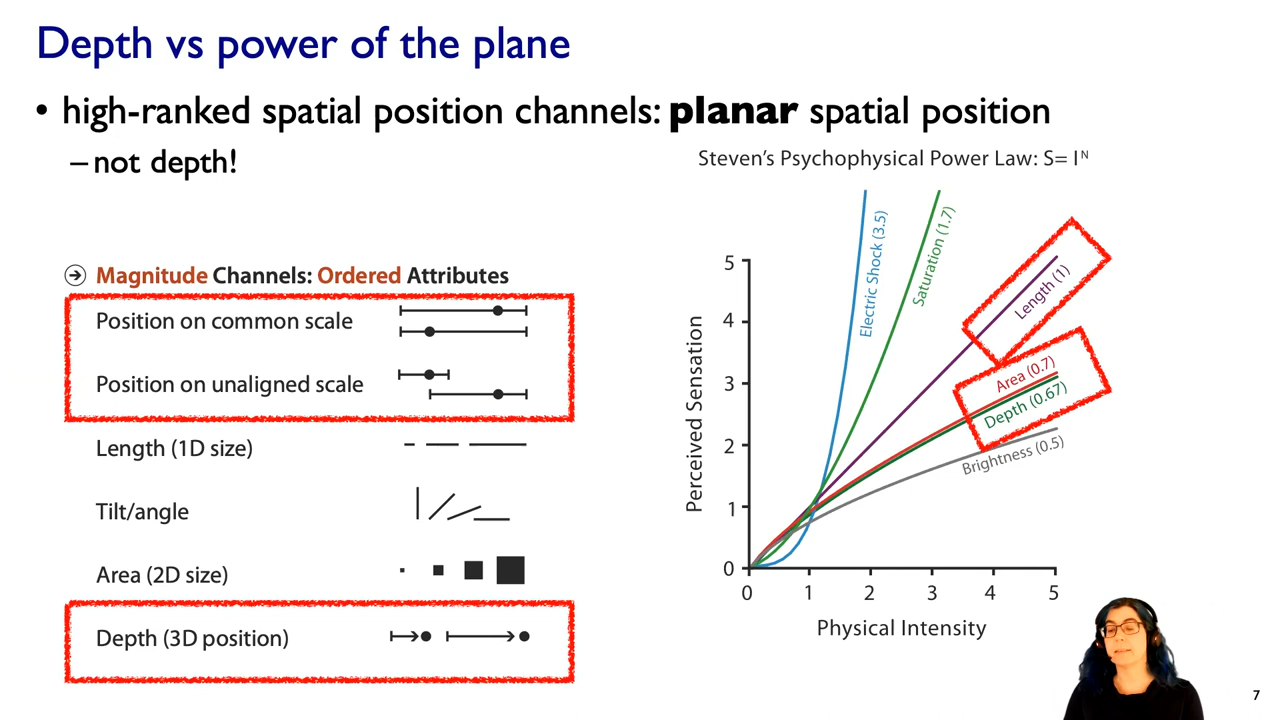 Depth vs power of the plane
• high-ranked spatial position channels: planar spatial position
– not depth!
Steven's Psychophysical Power Law: S= Iᴺ
Magnitude Channels: Ordered Attributes
Position on common scale
Position on unaligned scale
Length (1D size)
Tilt/angle
Area (2D size)
Depth (3D position)
Perceived Sensation
5
4
3
2
1
0
0 1 2 3 4 5
Physical Intensity
Electric Shock (3.5)
Saturation (1.7)
Length (1)
Area (0.7)
Depth (0.67)
Brightness (0.5)
7